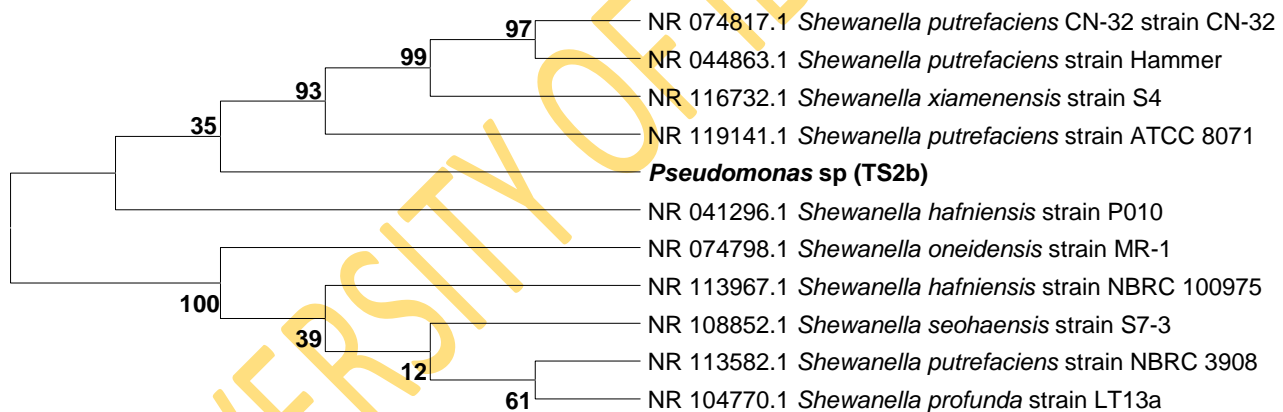 97
NR 074817.1 Shewanella putrefaciens CN-32 strain CN-32
NR 044863.1 Shewanella putrefaciens strain Hammer
99
NR 116732.1 Shewanella xiamenensis strain S4
93
NR 119141.1 Shewanella putrefaciens strain ATCC 8071
35
Pseudomonas sp (TS2b)
NR 041296.1 Shewanella hafniensis strain P010
NR 074798.1 Shewanella oneidensis strain MR-1
100
NR 113967.1 Shewanella hafniensis strain NBRC 100975
39
NR 108852.1 Shewanella seohaensis strain S7-3
12
NR 113582.1 Shewanella putrefaciens strain NBRC 3908
61
NR 104770.1 Shewanella profunda strain LT13a
VERSITY OF